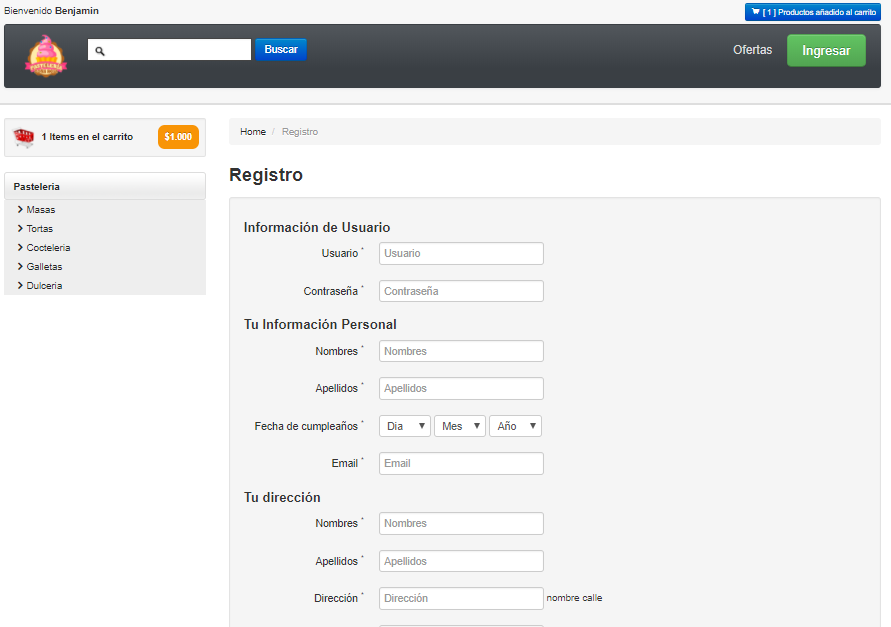 Bienvenido Benjamin
[ 1 ] Productos añadido al carrito
Buscar
Ofertas
Ingresar
1 Items en el carrito
$1.000
Home / Registro
Pasteleria
Masas
Tortas
Cocteleria
Galletas
Dulceria
Registro
Información de Usuario
Usuario * Usuario
Contraseña * Contraseña
Tu Información Personal
Nombres * Nombres
Apellidos * Apellidos
Fecha de cumpleaños * Dia Mes Año
Email * Email
Tu dirección
Nombres * Nombres
Apellidos * Apellidos
Dirección * Dirección nombre calle